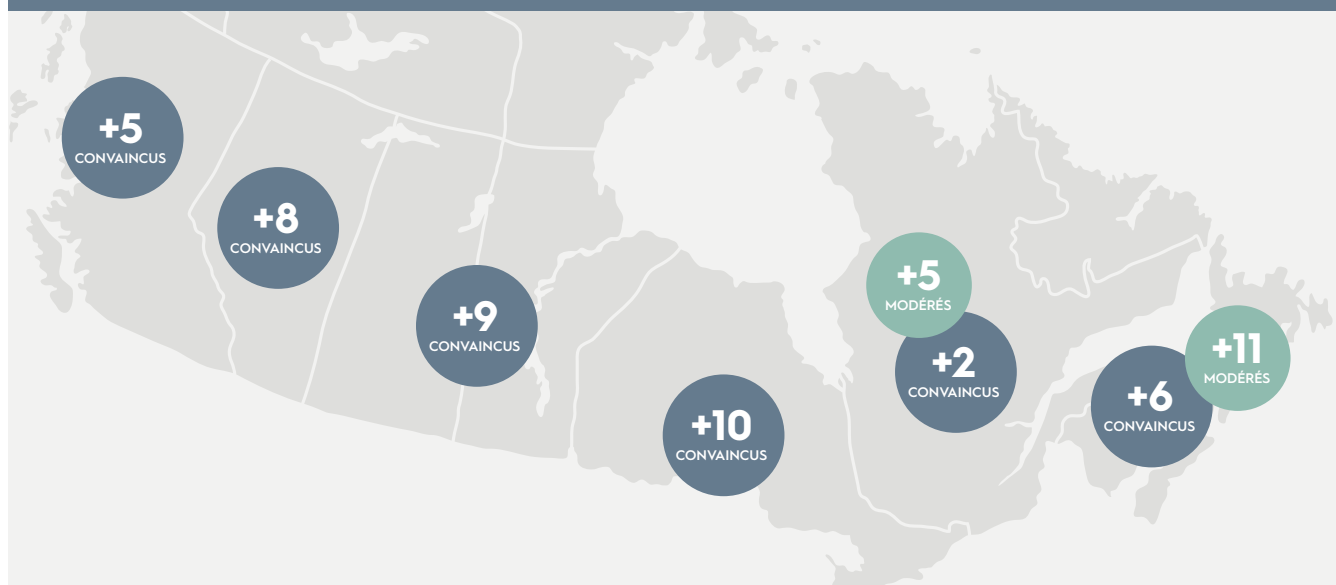 +5
CONVAINCUS
+8
CONVAINCUS
+9
CONVAINCUS
+10
CONVAINCUS
+5
MODÉRÉS
+2
CONVAINCUS
+6
CONVAINCUS
+11
MODÉRÉS